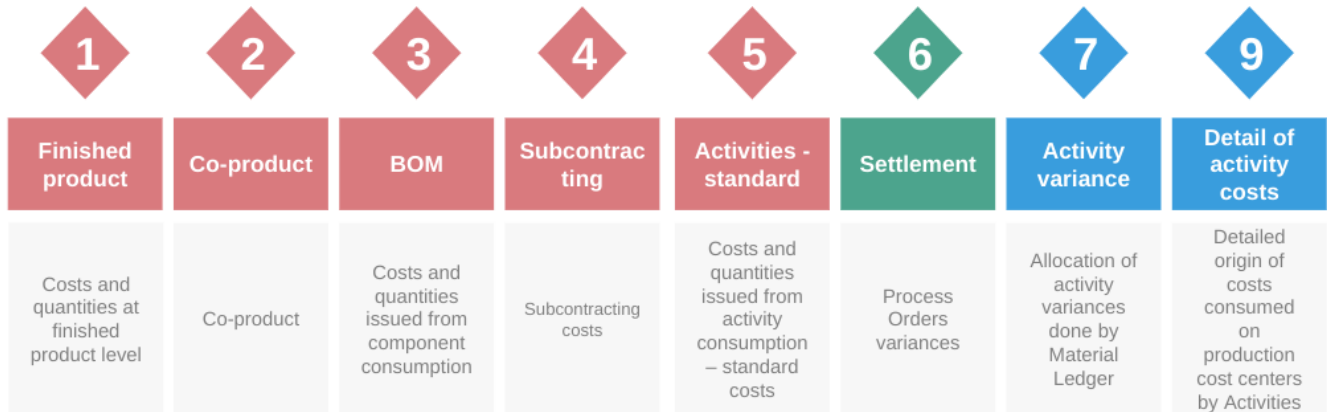 1
2
3
4
5
6
7
9
Finished
product
Co-product
BOM
Subcontrac
ting
Activities -
standard
Settlement
Activity
variance
Detail of
activity
costs
Costs and
quantities at
finished
product level
Co-product
Costs and
quantities
issued from
component
consumption
Subcontracting
costs
Costs and
quantities
issued from
activity
consumption
– standard
costs
Process
Orders
variances
Allocation of
activity
variances
done by
Material
Ledger
Detailed
origin of
costs
consumed
on
production
cost centers
by Activities